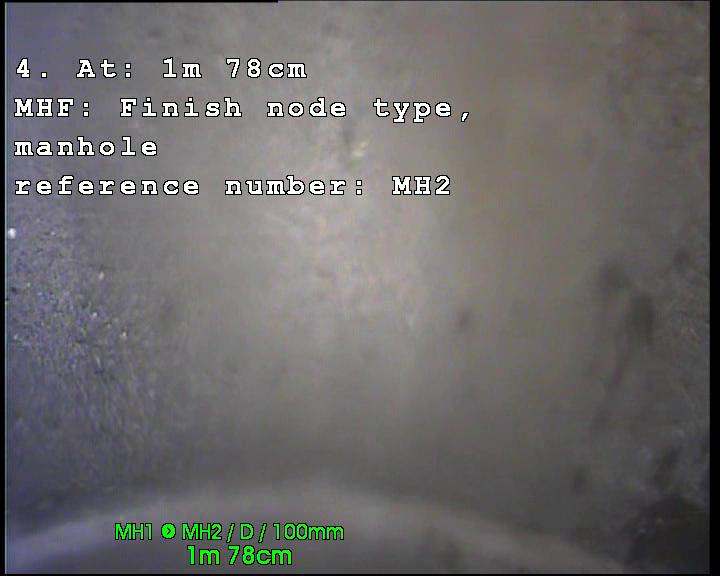 4. At: 1m 78cm
MHF: Finish node type,
manhole
reference number: MH2
MH1 > MH2 / D / 100mm
1m 78cm